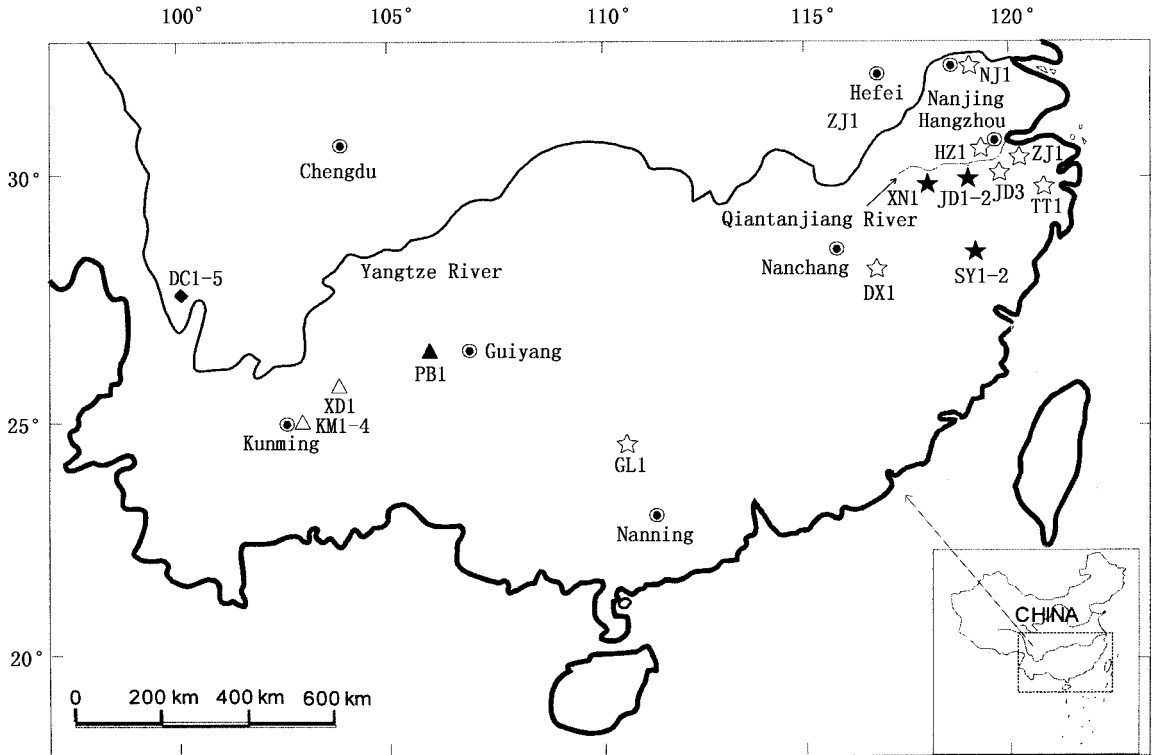 100° 105° 110° 115° 120°
Hefei
NJ1
Nanjing
ZJ1
Hangzhou
HZ1
ZJ1
Chengdu
30°
XN1
JD1-2
JD3
TT1
Qiantanjiang River
DC1-5
Yangtze River
Nanchang
DX1
SY1-2
PB1
Guiyang
XD1
KM1-4
25°
Kunming
GL1
Nanning
CHINA
20°
0 200 km 400 km 600 km